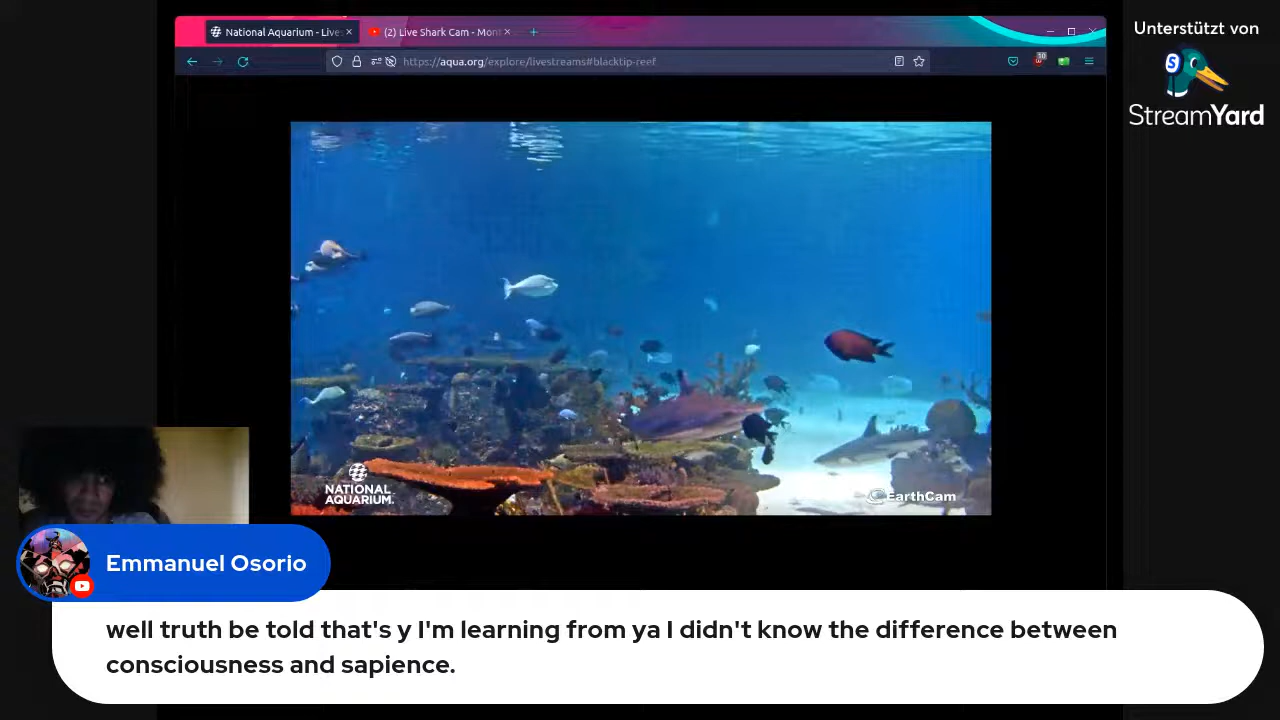 National Aquarium - Live
(2) Live Shark Cam - Mont
Unterstützt von
https://aqua.org/explore/livestreams#blacktip-reef
StreamYard
NATIONAL
AQUARIUM
EarthCam
Emmanuel Osorio
well truth be told that's y I'm learning from ya I didn't know the difference between
consciousness and sapience.